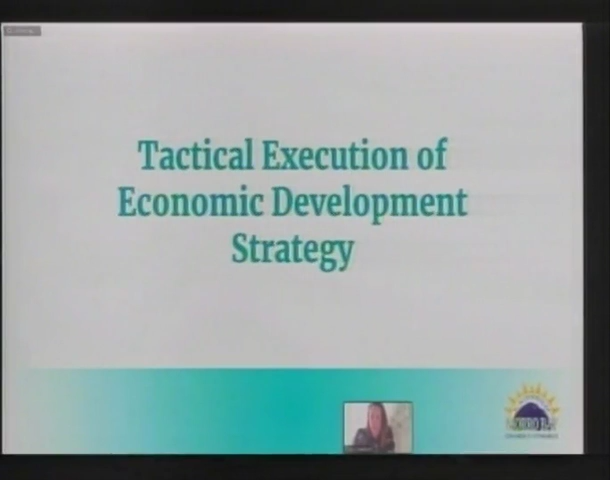 Tactical Execution of
Economic Development
Strategy